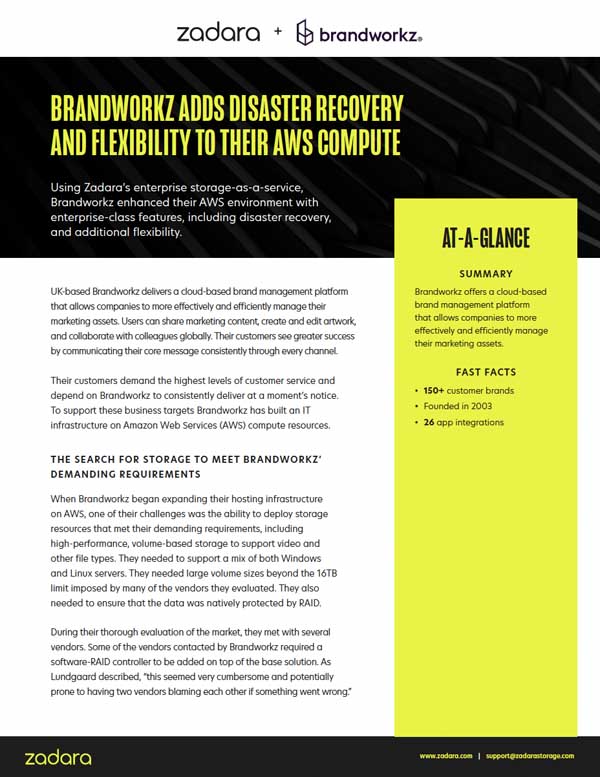 zadara + brandworkz®
BRANDWORKZ ADDS DISASTER RECOVERY
AND FLEXIBILITY TO THEIR AWS COMPUTE
Using Zadara's enterprise storage-as-a-service,
Brandworkz enhanced their AWS environment with
enterprise-class features, including disaster recovery,
and additional flexibility.
UK-based Brandworkz delivers a cloud-based brand management platform
that allows companies to more effectively and efficiently manage their
marketing assets. Users can share marketing content, create and edit artwork,
and collaborate with colleagues globally. Their customers see greater success
by communicating their core message consistently through every channel.
Their customers demand the highest levels of customer service and
depend on Brandworkz to consistently deliver at a moment's notice.
To support these business targets Brandworkz has built an IT
infrastructure on Amazon Web Services (AWS) compute resources.
THE SEARCH FOR STORAGE TO MEET BRANDWORKZ'
DEMANDING REQUIREMENTS
When Brandworkz began expanding their hosting infrastructure
on AWS, one of their challenges was the ability to deploy storage
resources that met their demanding requirements, including
high-performance, volume-based storage to support video and
other file types. They needed to support a mix of both Windows
and Linux servers. They needed large volume sizes beyond the 16TB
limit imposed by many of the vendors they evaluated. They also
needed to ensure that the data was natively protected by RAID.
During their thorough evaluation of the market, they met with several
vendors. Some of the vendors contacted by Brandworkz required a
software-RAID controller to be added on top of the base solution. As
Lundgaard described, "this seemed very cumbersome and potentially
prone to having two vendors blaming each other if something went wrong."
AT-A-GLANCE
SUMMARY
Brandworkz offers a cloud-based
brand management platform
that allows companies to more
effectively and efficiently manage
their marketing assets.
FAST FACTS
• 150+ customer brands
• Founded in 2003
• 26 app integrations
zadara
www.zadara.com | support@zadarastorage.com